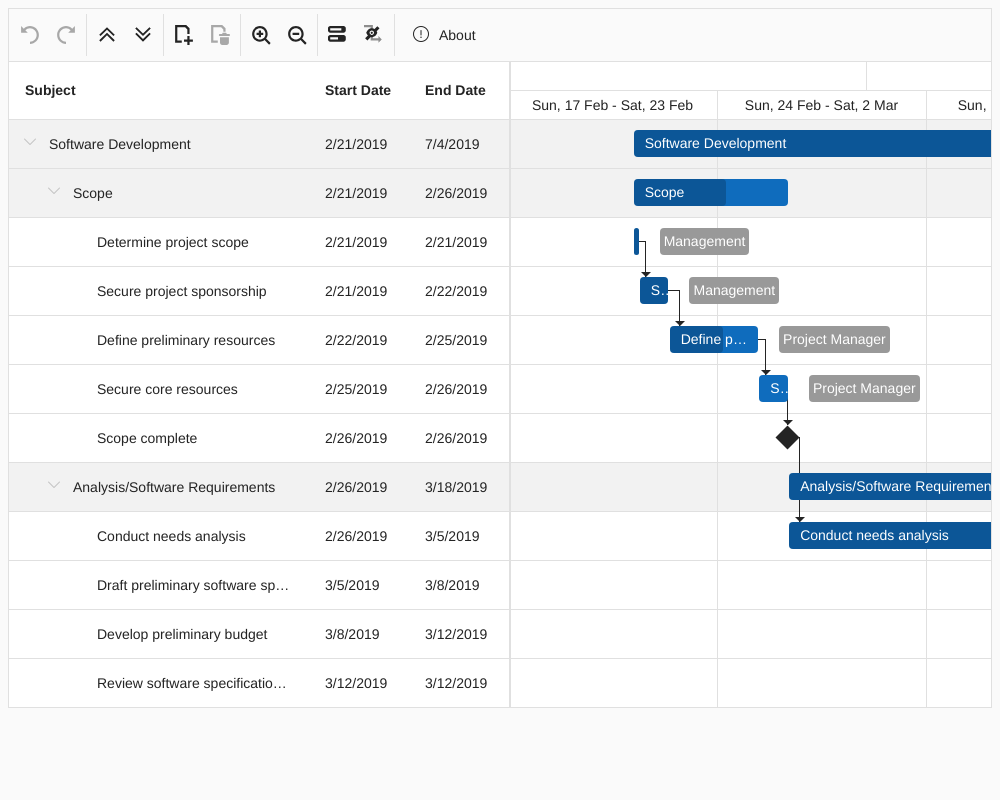 About
Subject Start Date End Date
Sun, 17 Feb - Sat, 23 Feb Sun, 24 Feb - Sat, 2 Mar Sun,
Software Development 2/21/2019 7/4/2019 Software Development
Scope 2/21/2019 2/26/2019 Scope
Determine project scope 2/21/2019 2/21/2019 Management
Secure project sponsorship 2/21/2019 2/22/2019 S... Management
Define preliminary resources 2/22/2019 2/25/2019 Define p... Project Manager
Secure core resources 2/25/2019 2/26/2019 S... Project Manager
Scope complete 2/26/2019 2/26/2019
Analysis/Software Requirements 2/26/2019 3/18/2019 Analysis/Software Requiremen
Conduct needs analysis 2/26/2019 3/5/2019 Conduct needs analysis
Draft preliminary software sp... 3/5/2019 3/8/2019
Develop preliminary budget 3/8/2019 3/12/2019
Review software specificatio... 3/12/2019 3/12/2019